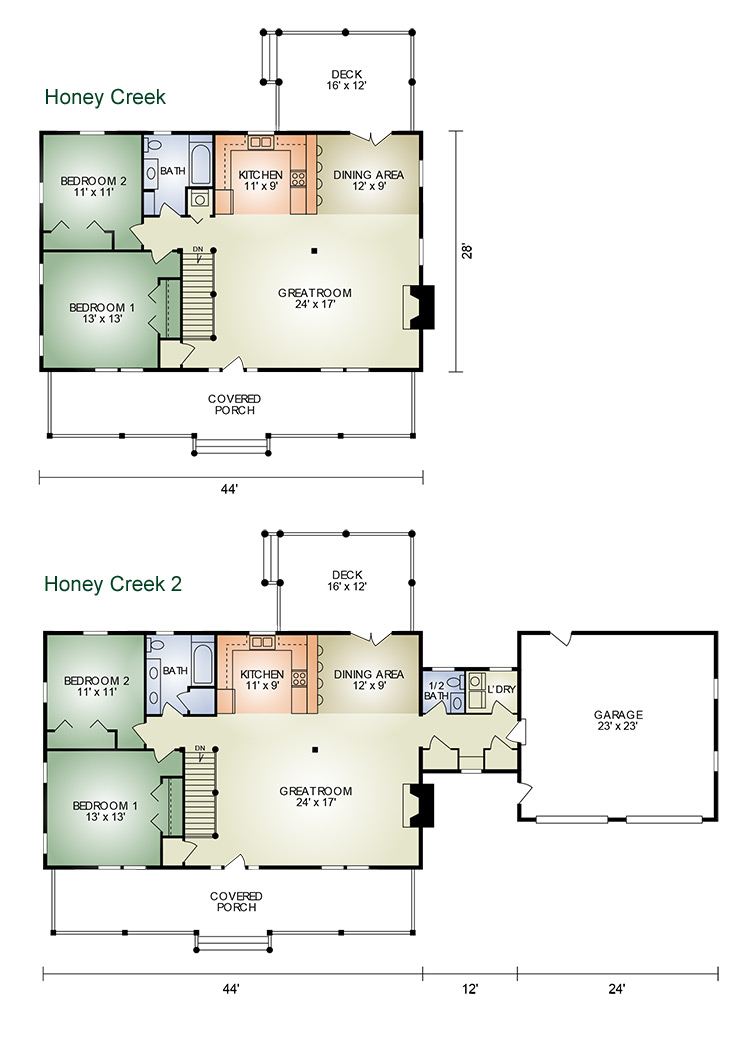 Honey Creek
DECK
16' x 12'
BEDROOM 2
11' x 11'
BATH
KITCHEN
11' x 9'
DINING AREA
12' x 9'
28'
DN
GREATROOM
24' x 17'
BEDROOM 1
13' x 13'
COVERED
PORCH
44'
Honey Creek 2
DECK
16' x 12'
BEDROOM 2
11' x 11'
BATH
KITCHEN
11' x 9'
DINING AREA
12' x 9'
1/2
BATH
L'DRY
GARAGE
23' x 23'
DN
GREATROOM
24' x 17'
BEDROOM 1
13' x 13'
COVERED
PORCH
44'
12'
24'